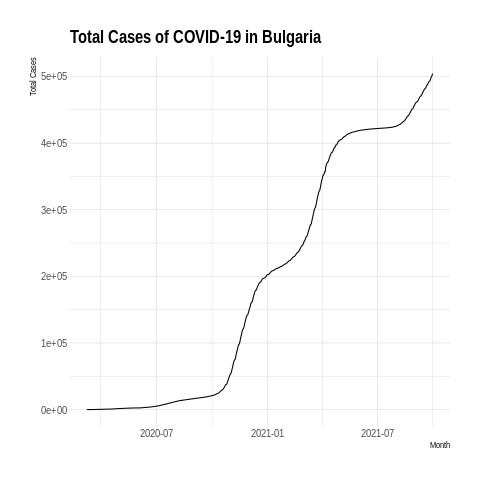 Total Cases of COVID-19 in Bulgaria
Total Cases
5e+05
4e+05
3e+05
2e+05
1e+05
0e+00
2020-07 2021-01 2021-07
Month